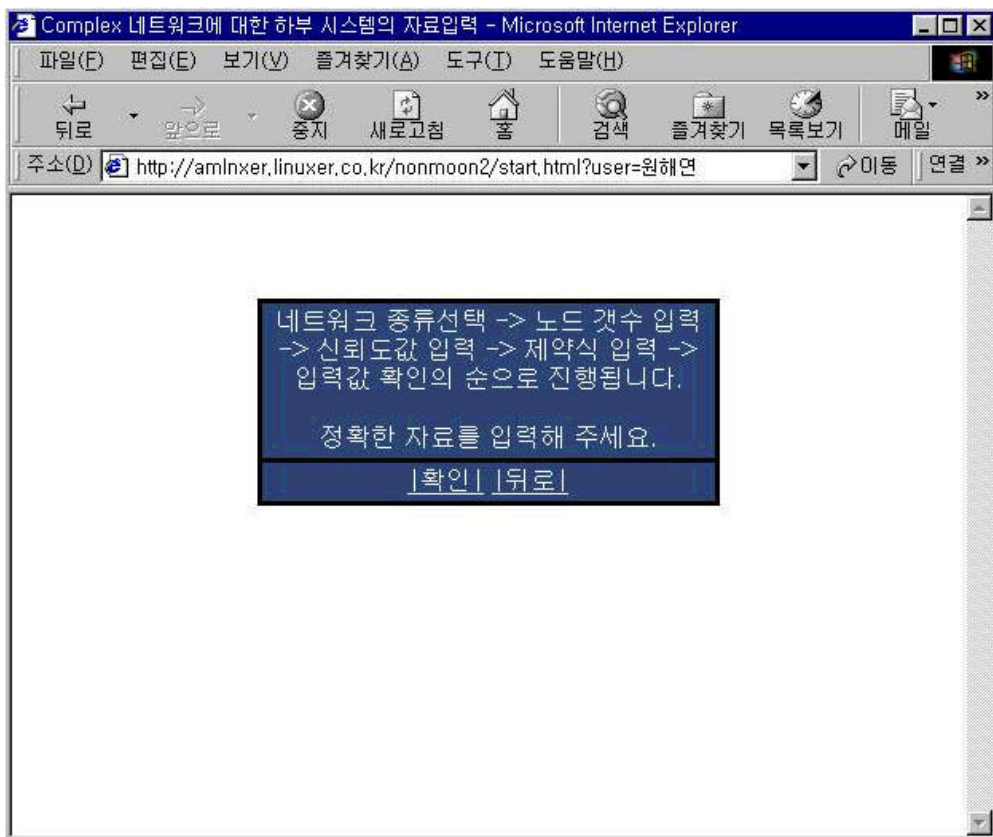 Complex 네트워크에 대한 하부 시스템의 자료입력 - Microsoft Internet Explorer
파일(F) 편집(E) 보기(V) 즐겨찾기(A) 도구(T) 도움말(H)
뒤로 앞으로 중지 새로고침 홈 검색 즐겨찾기 목록보기 메일 »
주소(D) http://amlnxer.linuxer.co.kr/nonmoon2/start.html?user=원해연 이동 연결 »
네트워크 종류선택 -> 노드 갯수 입력
-> 신뢰도값 입력 -> 제약식 입력 ->
입력값 확인의 순으로 진행됩니다.
정확한 자료를 입력해 주세요.
|확인| |뒤로|